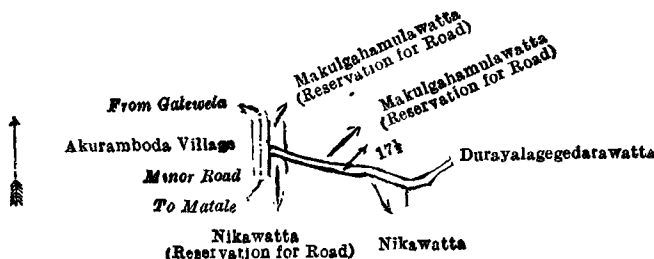 Makulgahamulawatta
(Reservation for Road)
Makulgahamulawatta
(Reservation for Road)
From Galewela
Akuramboda Village
17½
Durayalagegedarawatta
Minor Road
To Matale
Nikawatta
(Reservation for Road)
Nikawatta